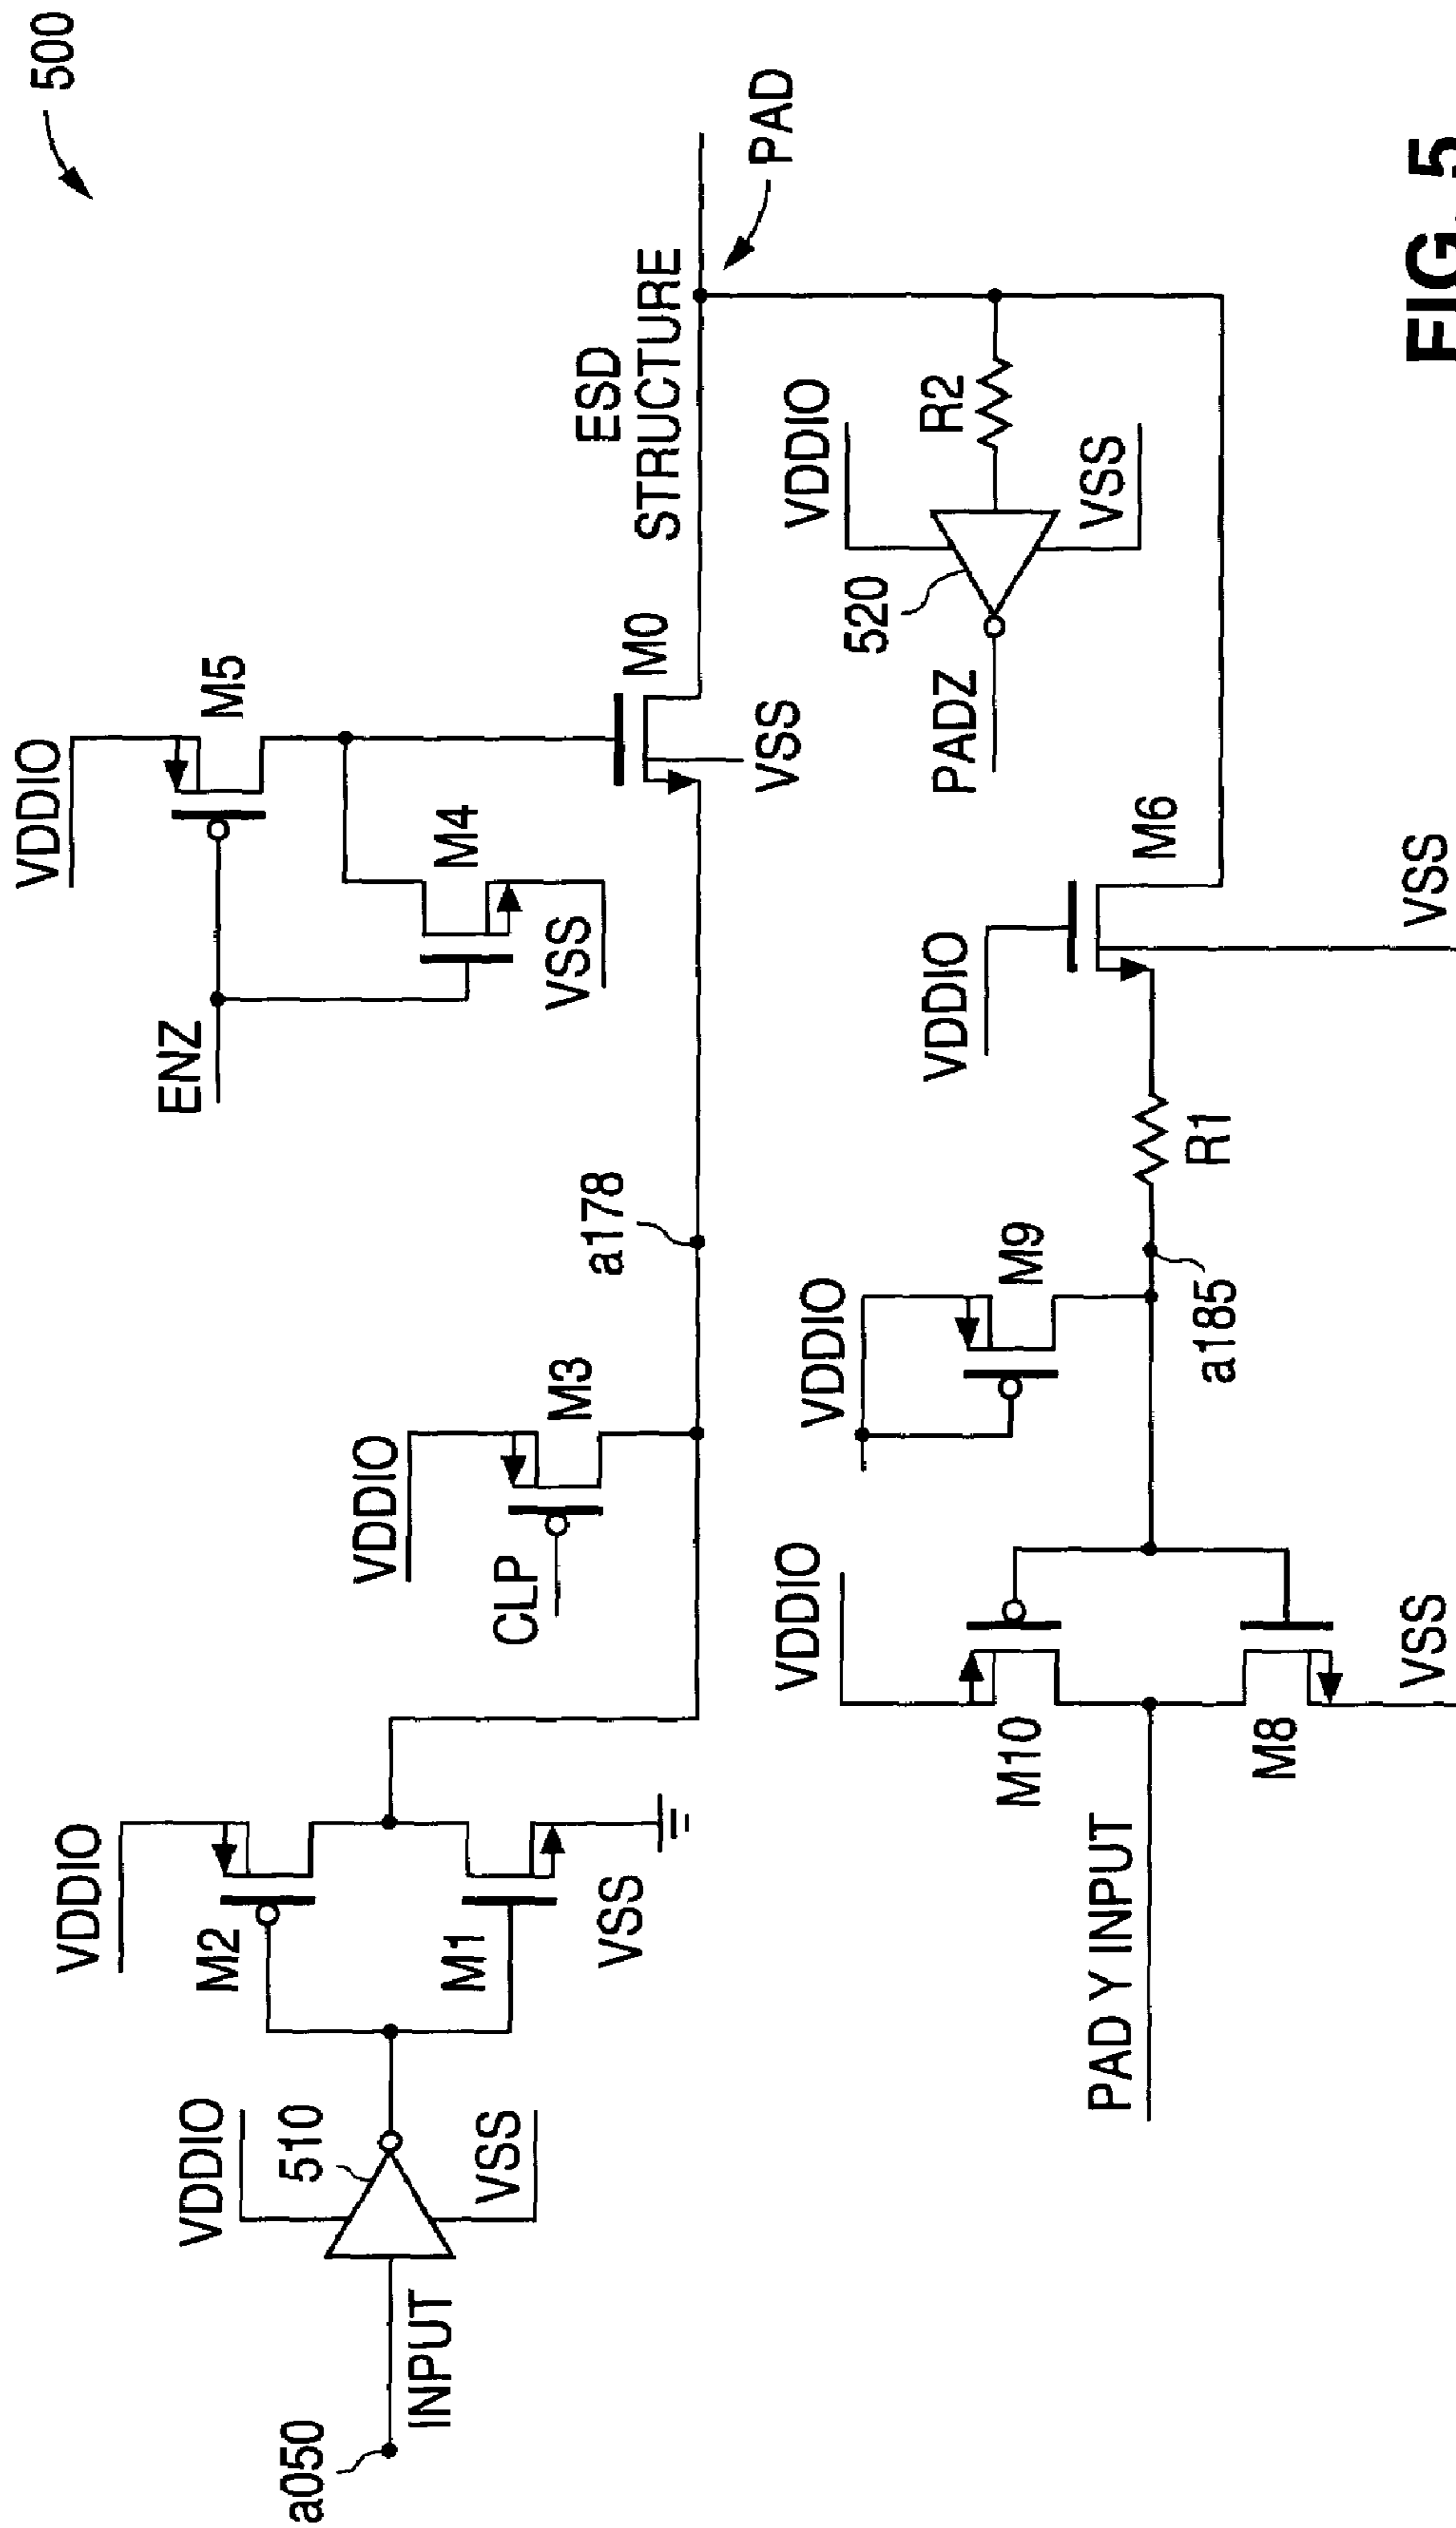 500
VDDIO
M5
ENZ
M4
VSS
VDDIO
M2
M1
VSS
VDDIO
510
VSS
a050
INPUT
VDDIO
M3
CLP
a178
M0
VSS
ESD
STRUCTURE
PAD
VDDIO
R2
520
VSS
PADZ
VDDIO
M6
VSS
R1
VDDIO
M9
a185
VDDIO
M10
M8
VSS
PAD Y INPUT
FIG. 5